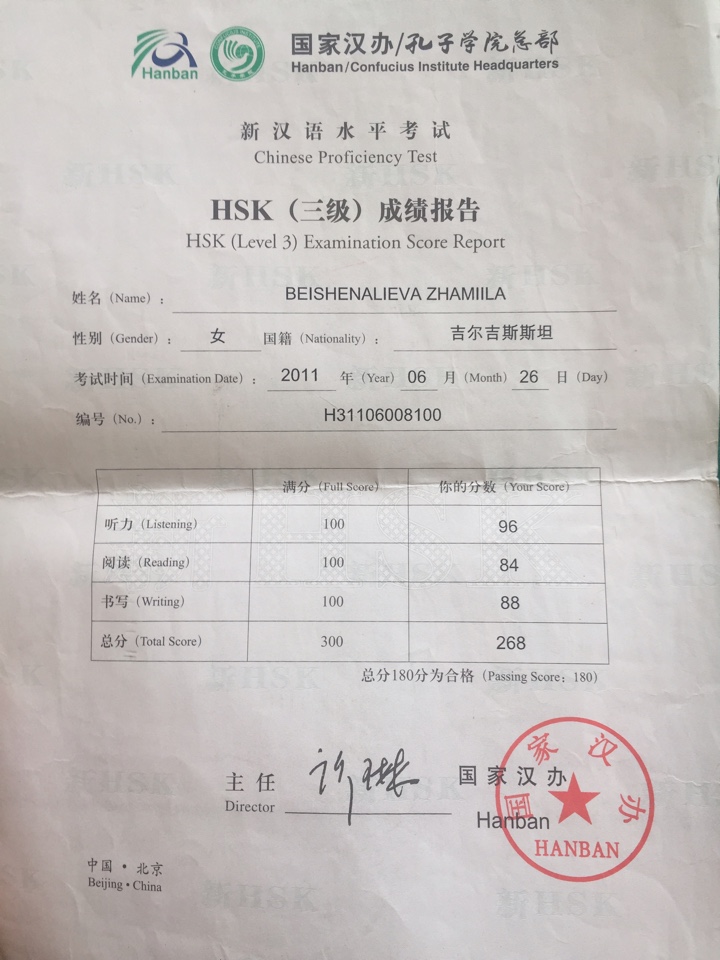 Hanban
国家汉办/孔子学院总部
Hanban/Confucius Institute Headquarters
新汉语水平考试
Chinese Proficiency Test
HSK（三级）成绩报告
HSK (Level 3) Examination Score Report
姓名（Name）： BEISHENALIEVA ZHAMIILA
性别（Gender）： 女 国籍（Nationality）： 吉尔吉斯斯坦
考试时间（Examination Date）： 2011 年（Year） 06 月（Month） 26 日（Day）
编号（No.）： H31106008100
满分（Full Score） 你的分数（Your Score）
听力（Listening） 100 96
阅读（Reading） 100 84
书写（Writing） 100 88
总分（Total Score） 300 268
总分180分为合格（Passing Score：180）
主任 许琳 国家汉办
Director Hanban
国家汉办
HANBAN
中国・北京
Beijing・China